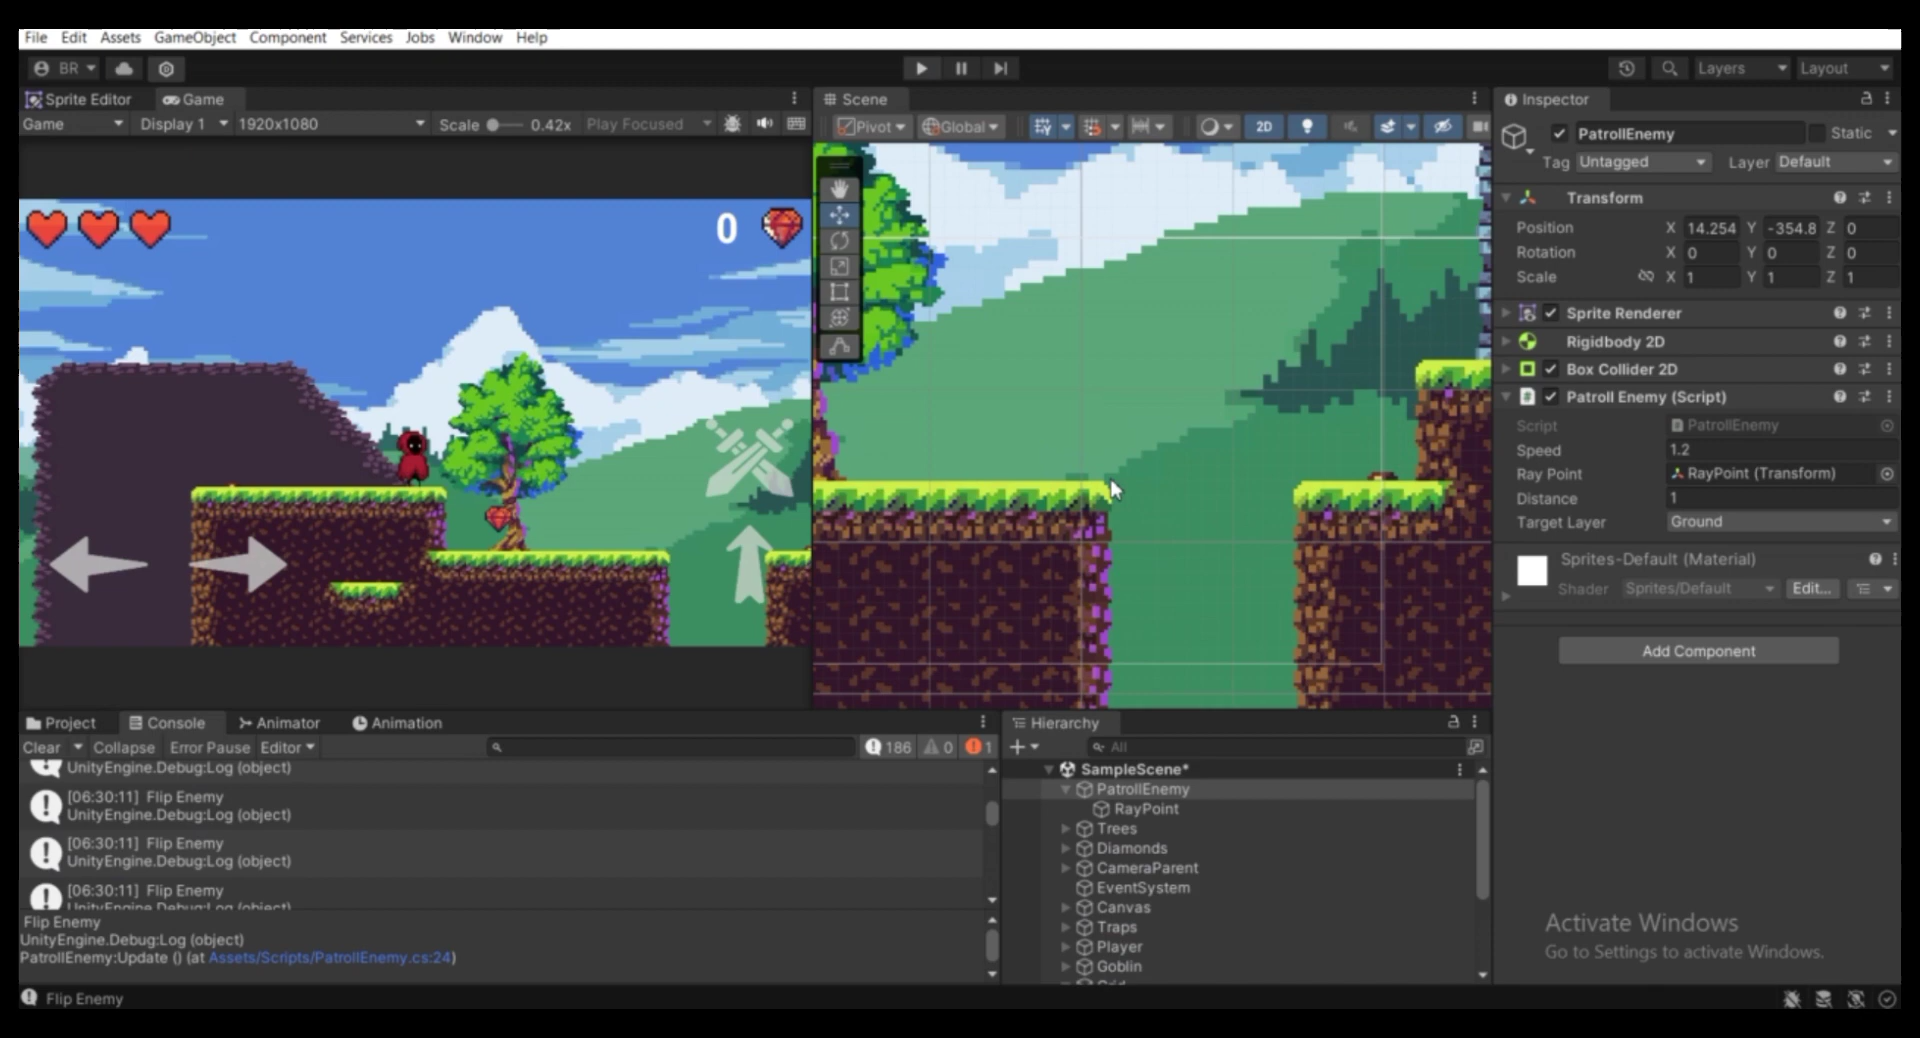 File Edit Assets GameObject Component Services Jobs Window Help
BR
Layers Layout
Sprite Editor Game
Game Display 1 1920x1080 Scale 0.42x Play Focused
0
Scene
Pivot Global 2D
Inspector
PatrollEnemy Static
Tag Untagged Layer Default
Transform
Position X 14.254 Y -354.8 Z 0
Rotation X 0 Y 0 Z 0
Scale X 1 Y 1 Z 1
Sprite Renderer
Rigidbody 2D
Box Collider 2D
Patroll Enemy (Script)
Script PatrollEnemy
Speed 1.2
Ray Point RayPoint (Transform)
Distance 1
Target Layer Ground
Sprites-Default (Material)
Shader Sprites/Default Edit...
Add Component
Project Console Animator Animation
Clear Collapse Error Pause Editor 186 0 1
UnityEngine.Debug:Log (object)
[06:30:11] Flip Enemy
UnityEngine.Debug:Log (object)
[06:30:11] Flip Enemy
UnityEngine.Debug:Log (object)
[06:30:11] Flip Enemy
UnityEngine.Debug:Log (object)
Flip Enemy
UnityEngine.Debug:Log (object)
PatrollEnemy:Update () (at Assets/Scripts/PatrollEnemy.cs:24)
Flip Enemy
Hierarchy
+ All
SampleScene*
PatrollEnemy
RayPoint
Trees
Diamonds
CameraParent
EventSystem
Canvas
Traps
Player
Goblin
Activate Windows
Go to Settings to activate Windows.